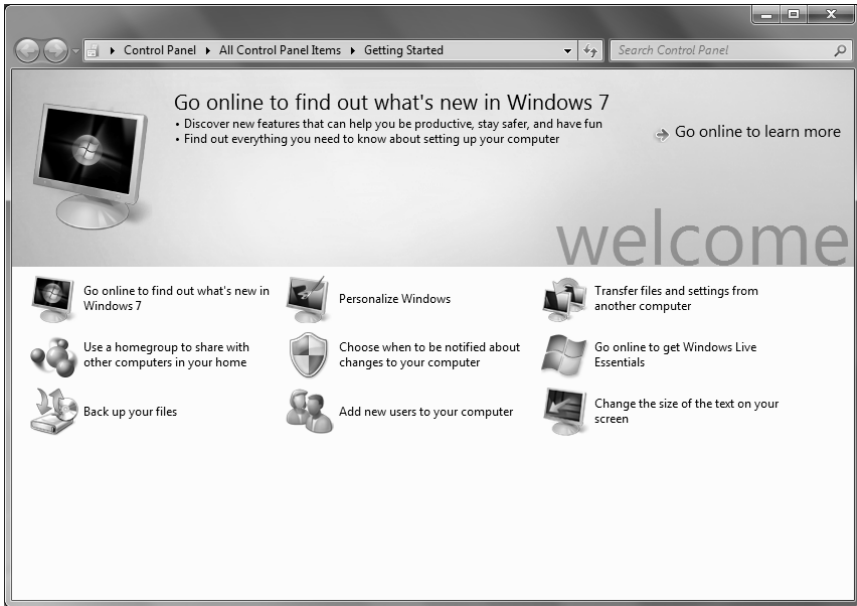 Control Panel ▸ All Control Panel Items ▸ Getting Started
Search Control Panel
Go online to find out what's new in Windows 7
• Discover new features that can help you be productive, stay safer, and have fun
• Find out everything you need to know about setting up your computer
Go online to learn more
welcome
Go online to find out what's new in
Windows 7
Personalize Windows
Transfer files and settings from
another computer
Use a homegroup to share with
other computers in your home
Choose when to be notified about
changes to your computer
Go online to get Windows Live
Essentials
Back up your files
Add new users to your computer
Change the size of the text on your
screen